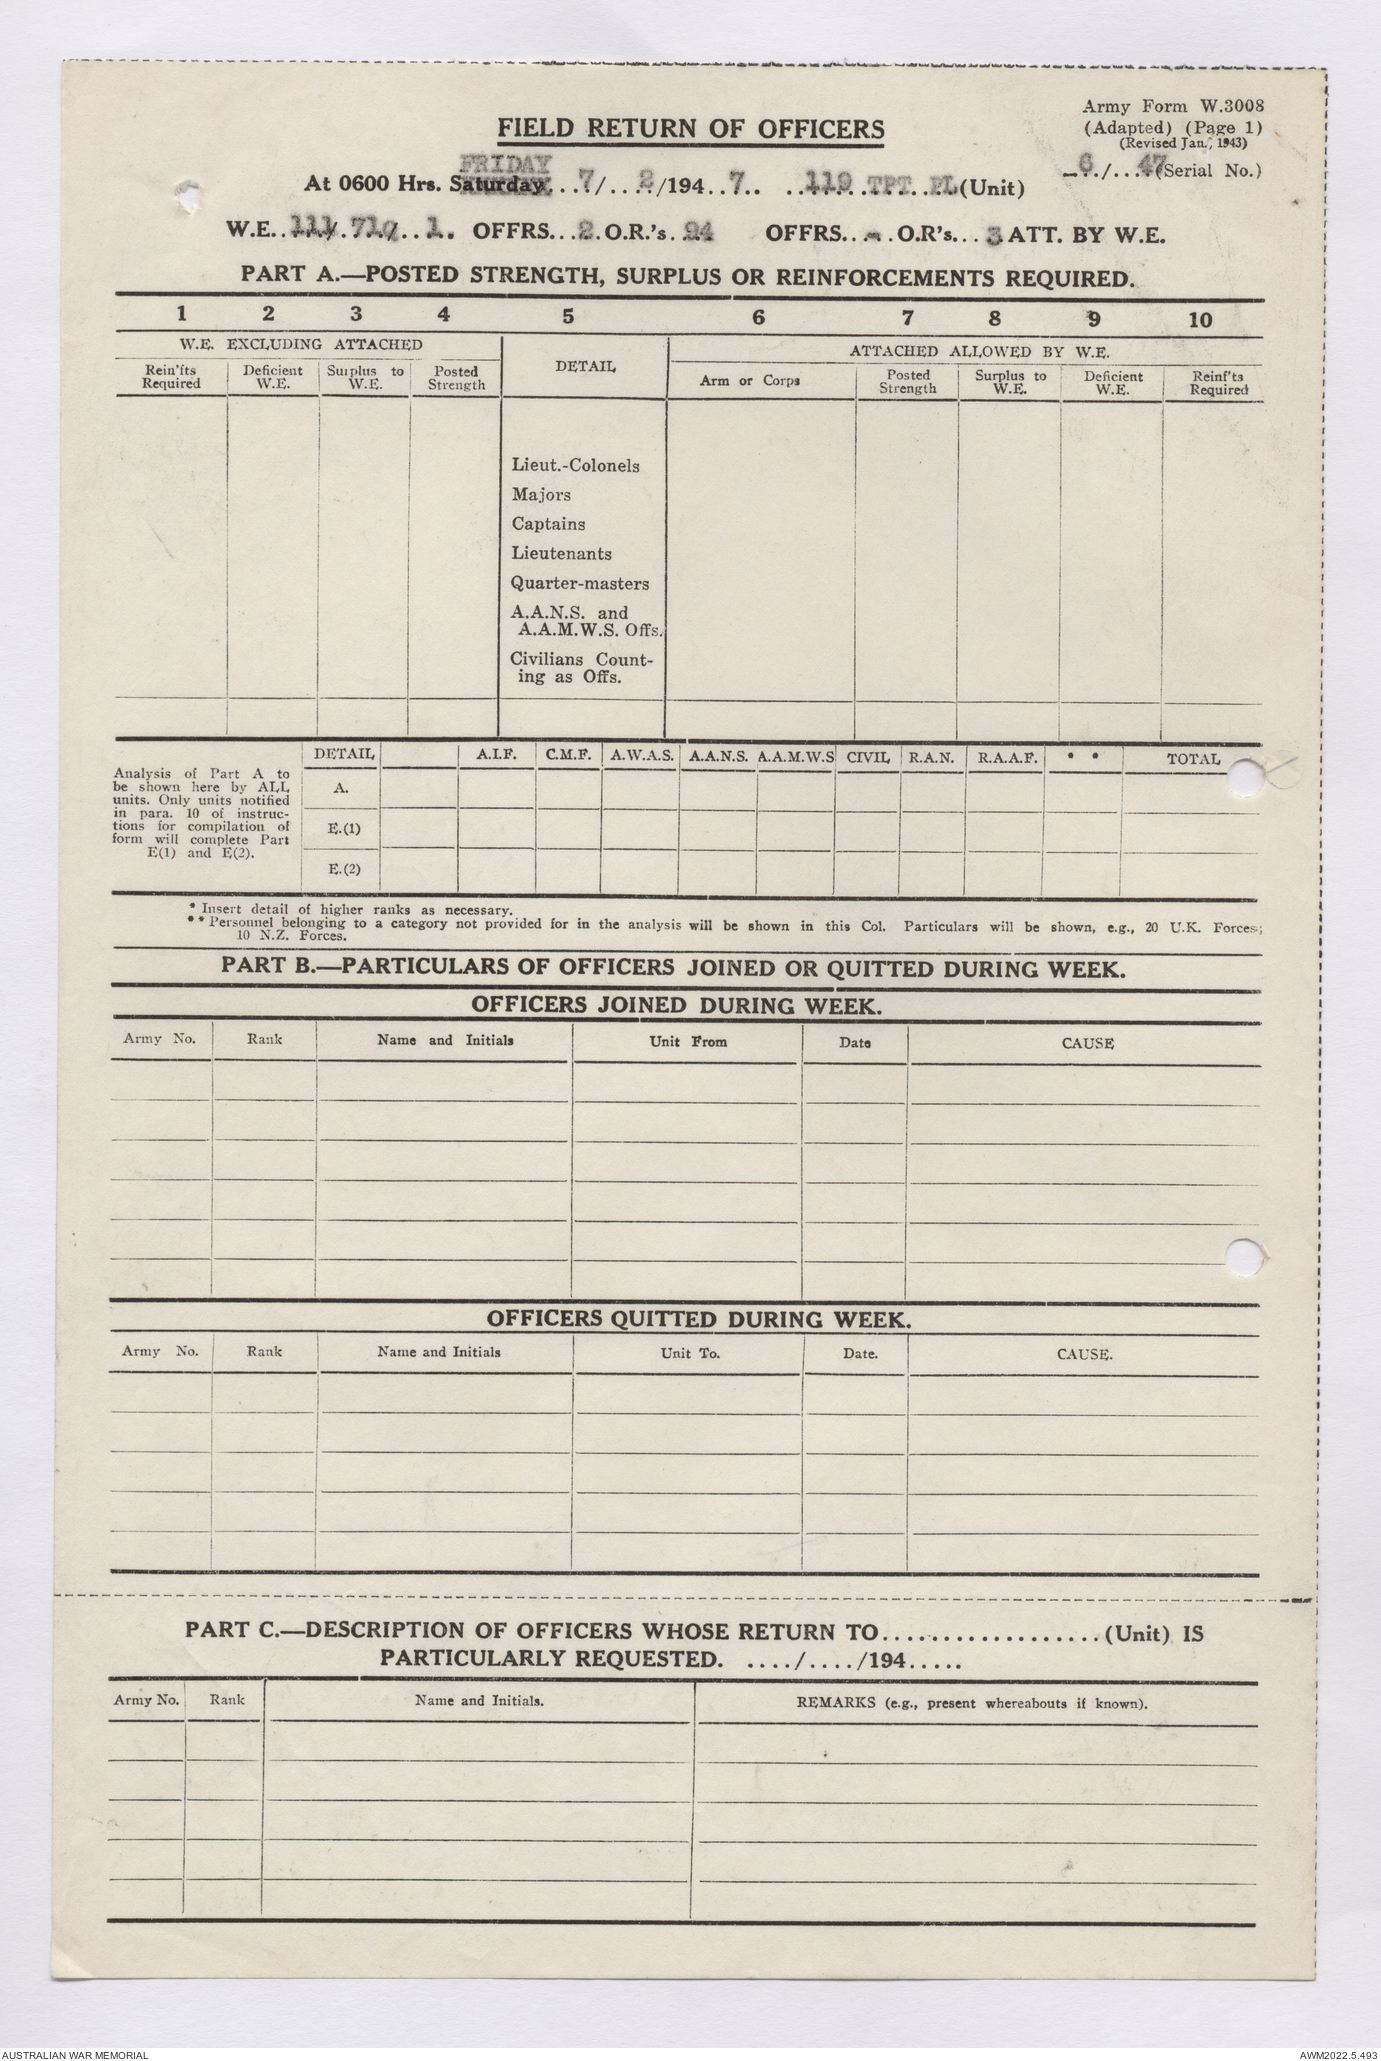 Army Form W.3008
(Adapted) (Page 1)
(Revised Jan., 1943)
FIELD RETURN OF OFFICERS
FRIDAY
At 0600 Hrs. Saturday...7/...2/194..7.. ..119 TPT PL (Unit) 6../...47 (Serial No.)
W.E. 111/.71q/..1. OFFRS...2.O.R.'s. 94 OFFRS..-.O.R's...3 ATT. BY W.E.
PART A.—POSTED STRENGTH, SURPLUS OR REINFORCEMENTS REQUIRED.
1 2 3 4 5 6 7 8 9 10
W.E. EXCLUDING ATTACHED DETAIL ATTACHED ALLOWED BY W.E.
Rein'fts Required Deficient W.E. Surplus to W.E. Posted Strength Arm or Corps Posted Strength Surplus to W.E. Deficient W.E. Reinf'ts Required
Lieut.-Colonels
Majors
Captains
Lieutenants
Quarter-masters
A.A.N.S. and
A.A.M.W.S. Offs.
Civilians Count-
ing as Offs.
DETAIL A.I.F. C.M.F. A.W.A.S. A.A.N.S. A.A.M.W.S CIVIL R.A.N. R.A.A.F. * * TOTAL
Analysis of Part A to
be shown here by ALL
units. Only units notified
in para. 10 of instruc-
tions for compilation of
form will complete Part
E(1) and E(2).
A.
E.(1)
E.(2)
* Insert detail of higher ranks as necessary.
** Personnel belonging to a category not provided for in the analysis will be shown in this Col. Particulars will be shown, e.g., 20 U.K. Forces;
10 N.Z. Forces.
PART B.—PARTICULARS OF OFFICERS JOINED OR QUITTED DURING WEEK.
OFFICERS JOINED DURING WEEK.
Army No. Rank Name and Initials Unit From Date CAUSE
OFFICERS QUITTED DURING WEEK.
Army No. Rank Name and Initials Unit To. Date. CAUSE.
PART C.—DESCRIPTION OF OFFICERS WHOSE RETURN TO...................(Unit) IS
PARTICULARLY REQUESTED. ..../..../194.....
Army No. Rank Name and Initials. REMARKS (e.g., present whereabouts if known).
AUSTRALIAN WAR MEMORIAL AWM2022.5.493